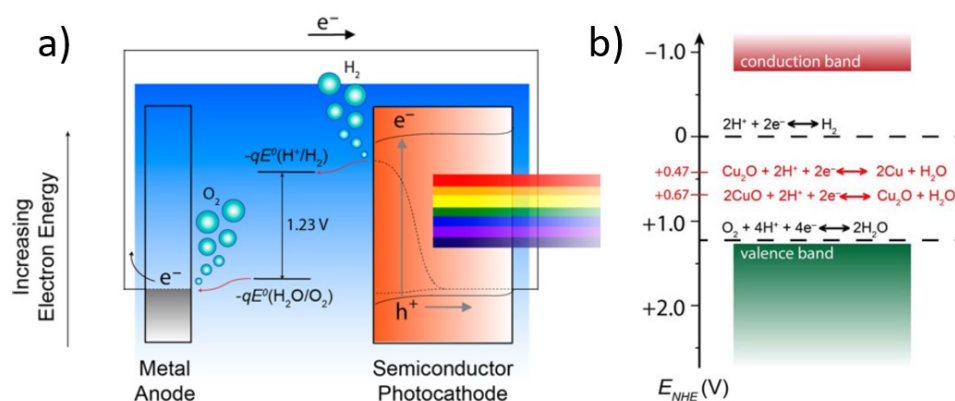 a)
e⁻
H₂
e⁻
-qE⁰(H⁺/H₂)
O₂
1.23 V
e⁻
-qE⁰(H₂O/O₂)
h⁺
Increasing
Electron Energy
Metal
Anode
Semiconductor
Photocathode
b)
−1.0
conduction band
2H⁺ + 2e⁻ ⟷ H₂
0
+0.47 Cu₂O + 2H⁺ + 2e⁻ ⟷ 2Cu + H₂O
+0.67 2CuO + 2H⁺ + 2e⁻ ⟷ Cu₂O + H₂O
+1.0
O₂ + 4H⁺ + 4e⁻ ⟷ 2H₂O
valence band
+2.0
E_NHE (V)